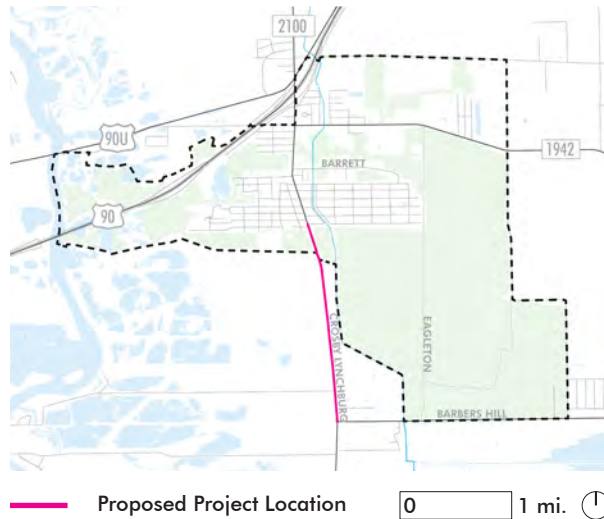 2100
90U
1942
BARRETT
90
CROSBY LYNCHBURG
EAGLETON
BARBERS HILL
Proposed Project Location
0
1 mi.